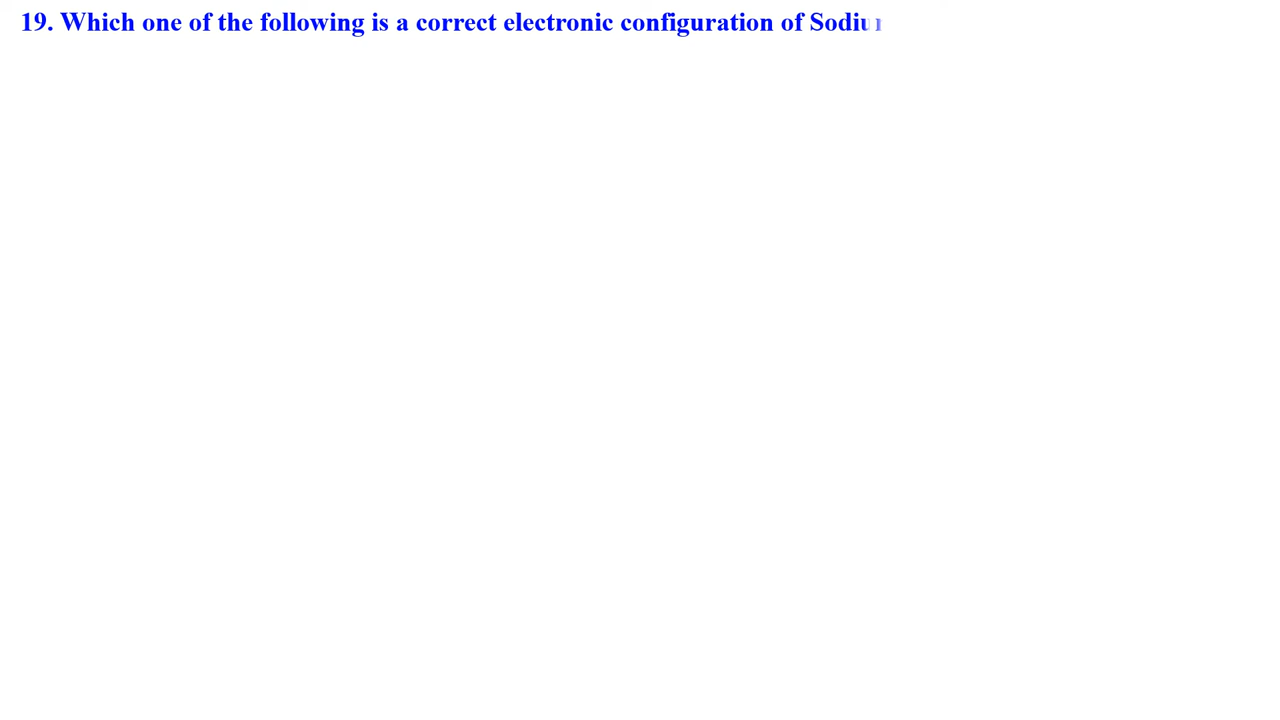 19. Which one of the following is a correct electronic configuration of Sodiu